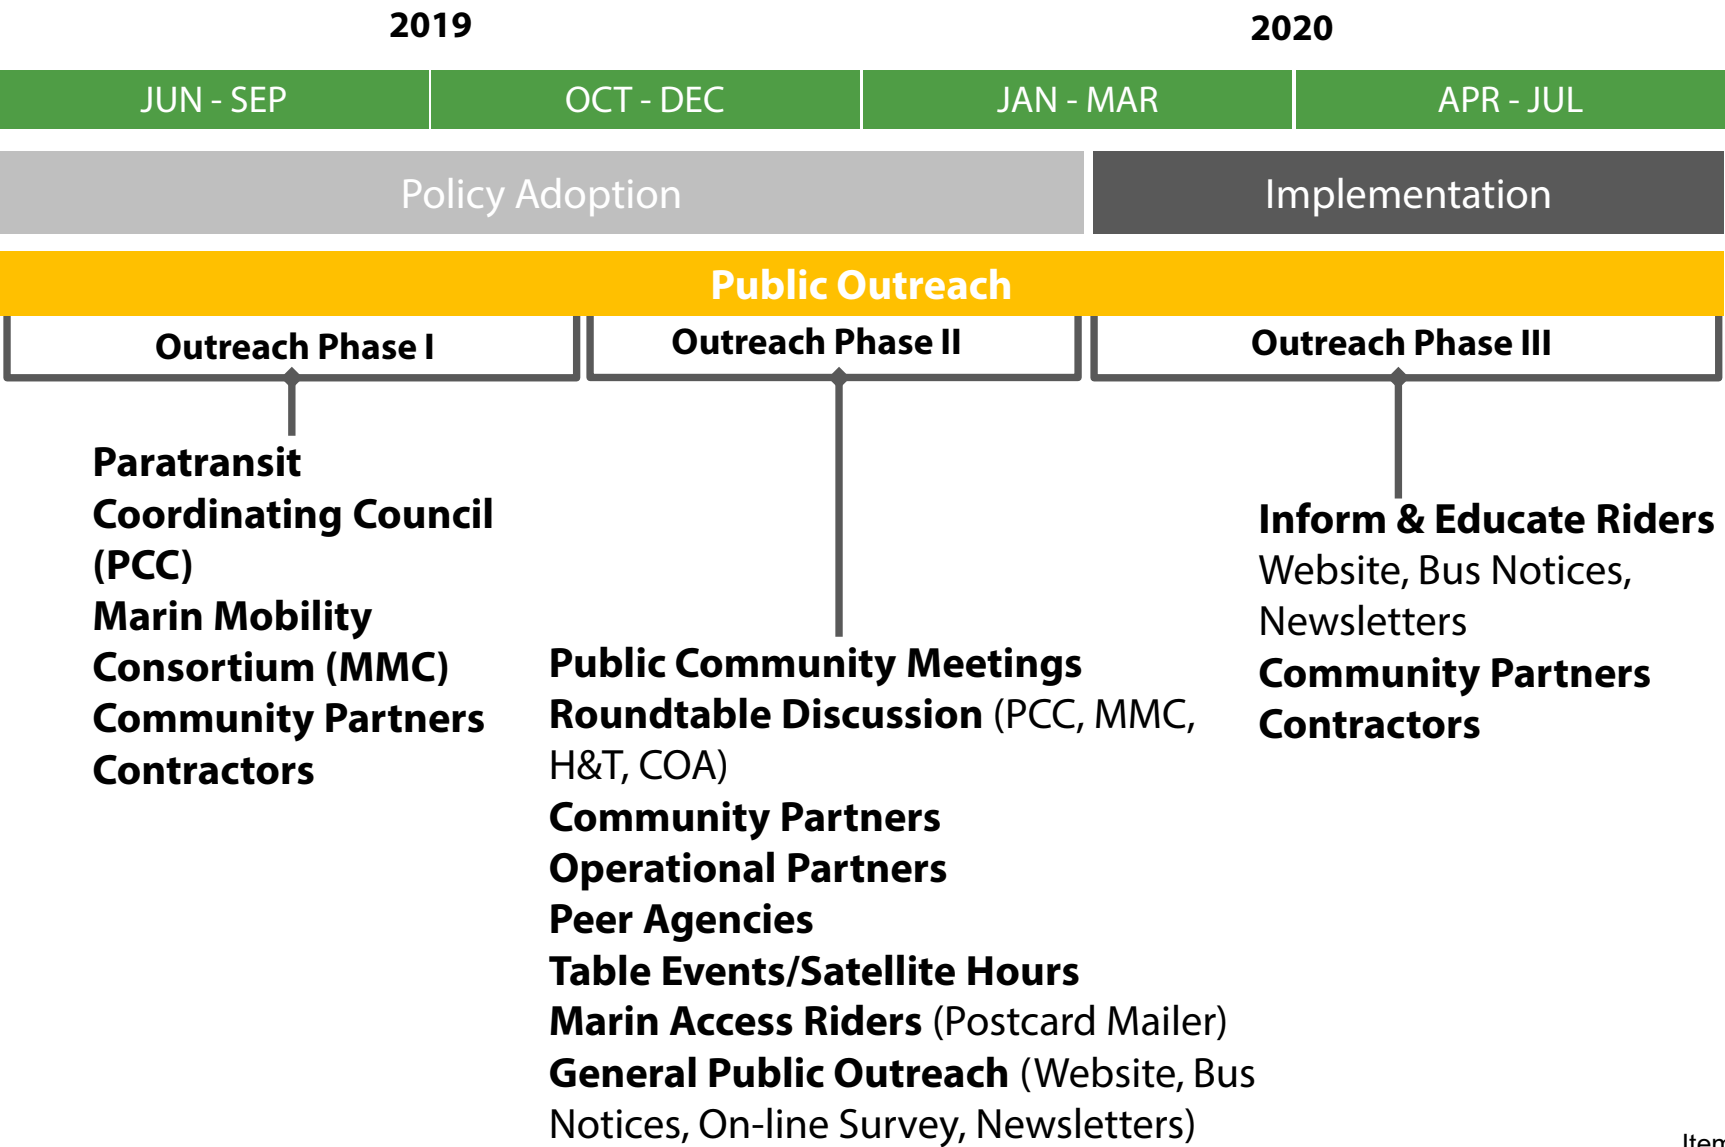 2019
2020
JUN - SEP
OCT - DEC
JAN - MAR
APR - JUL
Policy Adoption
Implementation
Public Outreach
Outreach Phase I
Outreach Phase II
Outreach Phase III
Paratransit
Coordinating Council
(PCC)
Marin Mobility
Consortium (MMC)
Community Partners
Contractors
Public Community Meetings
Roundtable Discussion (PCC, MMC,
H&T, COA)
Community Partners
Operational Partners
Peer Agencies
Table Events/Satellite Hours
Marin Access Riders (Postcard Mailer)
General Public Outreach (Website, Bus
Notices, On-line Survey, Newsletters)
Inform & Educate Riders
Website, Bus Notices,
Newsletters
Community Partners
Contractors
Item